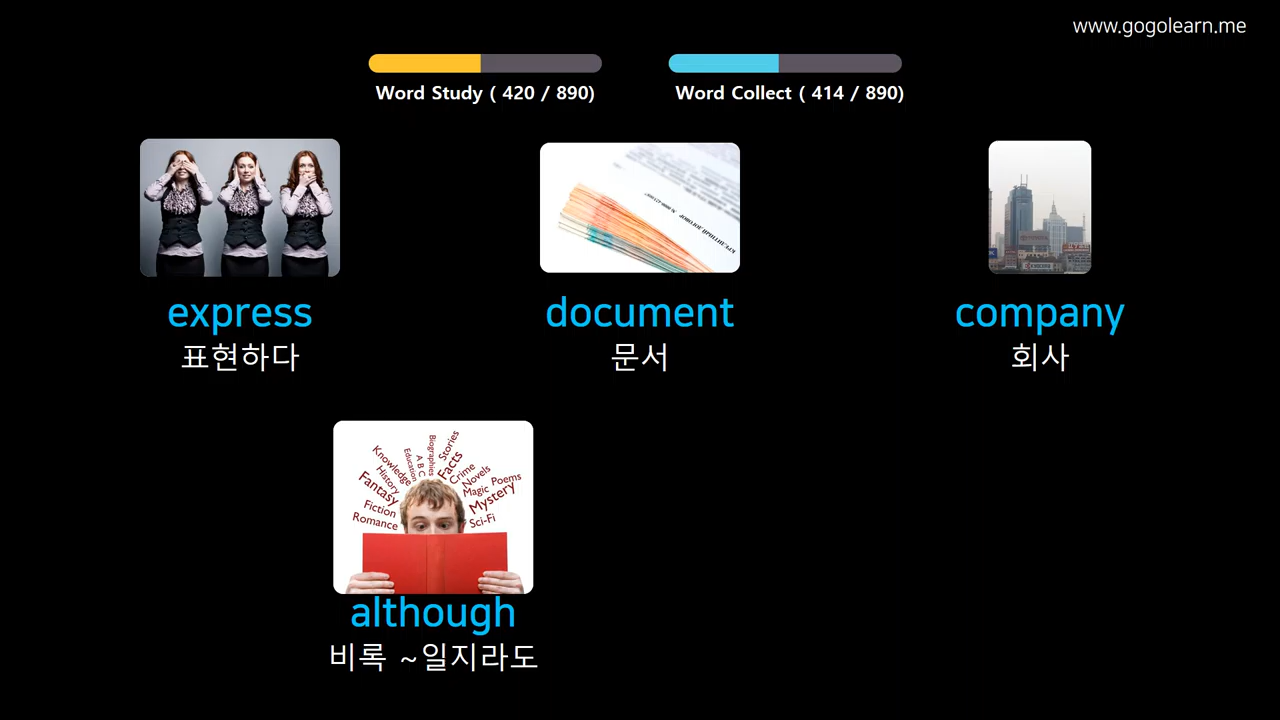 www.gogolearn.me
Word Study ( 420 / 890)
Word Collect ( 414 / 890)
express
표현하다
document
문서
company
회사
Stories
Biographies
Facts
A B C
Education
Knowledge
Crime
History
Novels
Fantasy
Magic
Poems
Mystery
Fiction
Romance
Sci-Fi
although
비록 ~일지라도